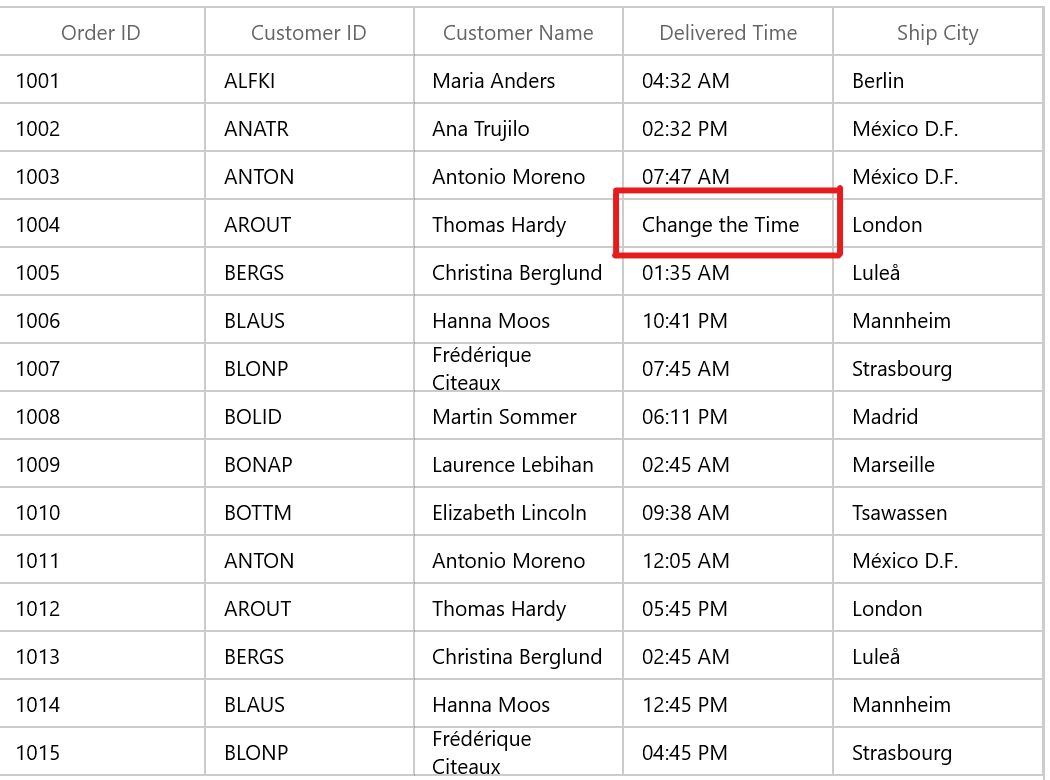 Order ID Customer ID Customer Name Delivered Time Ship City
1001 ALFKI Maria Anders 04:32 AM Berlin
1002 ANATR Ana Trujilo 02:32 PM México D.F.
1003 ANTON Antonio Moreno 07:47 AM México D.F.
1004 AROUT Thomas Hardy Change the Time London
1005 BERGS Christina Berglund 01:35 AM Luleå
1006 BLAUS Hanna Moos 10:41 PM Mannheim
1007 BLONP Frédérique Citeaux 07:45 AM Strasbourg
1008 BOLID Martin Sommer 06:11 PM Madrid
1009 BONAP Laurence Lebihan 02:45 AM Marseille
1010 BOTTM Elizabeth Lincoln 09:38 AM Tsawassen
1011 ANTON Antonio Moreno 12:05 AM México D.F.
1012 AROUT Thomas Hardy 05:45 PM London
1013 BERGS Christina Berglund 02:45 AM Luleå
1014 BLAUS Hanna Moos 12:45 PM Mannheim
1015 BLONP Frédérique Citeaux 04:45 PM Strasbourg